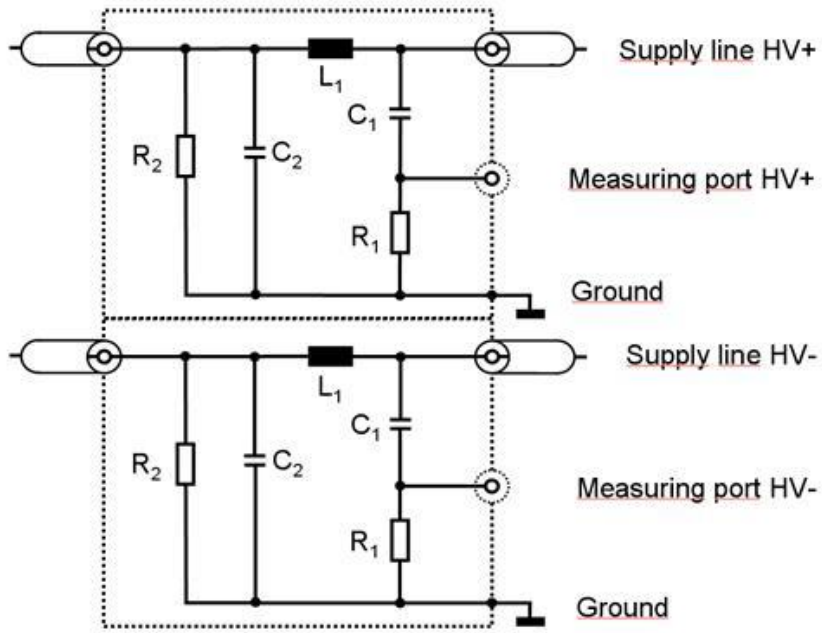 Supply line HV+
L1
C1
R2
C2
Measuring port HV+
R1
Ground
Supply line HV-
L1
C1
R2
C2
Measuring port HV-
R1
Ground